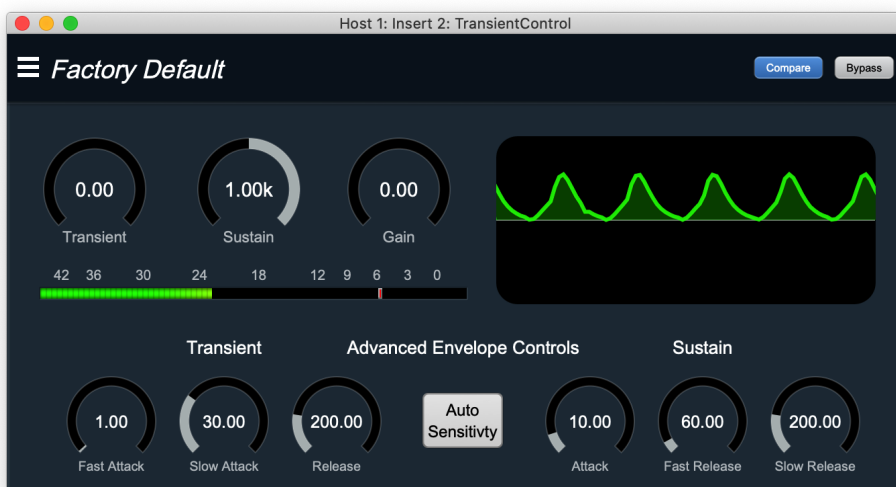 Host 1: Insert 2: TransientControl
Factory Default
Compare
Bypass
0.00
1.00k
0.00
Transient
Sustain
Gain
42 36 30 24 18 12 9 6 3 0
Transient
Advanced Envelope Controls
Sustain
1.00
30.00
200.00
Auto
Sensitivty
10.00
60.00
200.00
Fast Attack
Slow Attack
Release
Attack
Fast Release
Slow Release